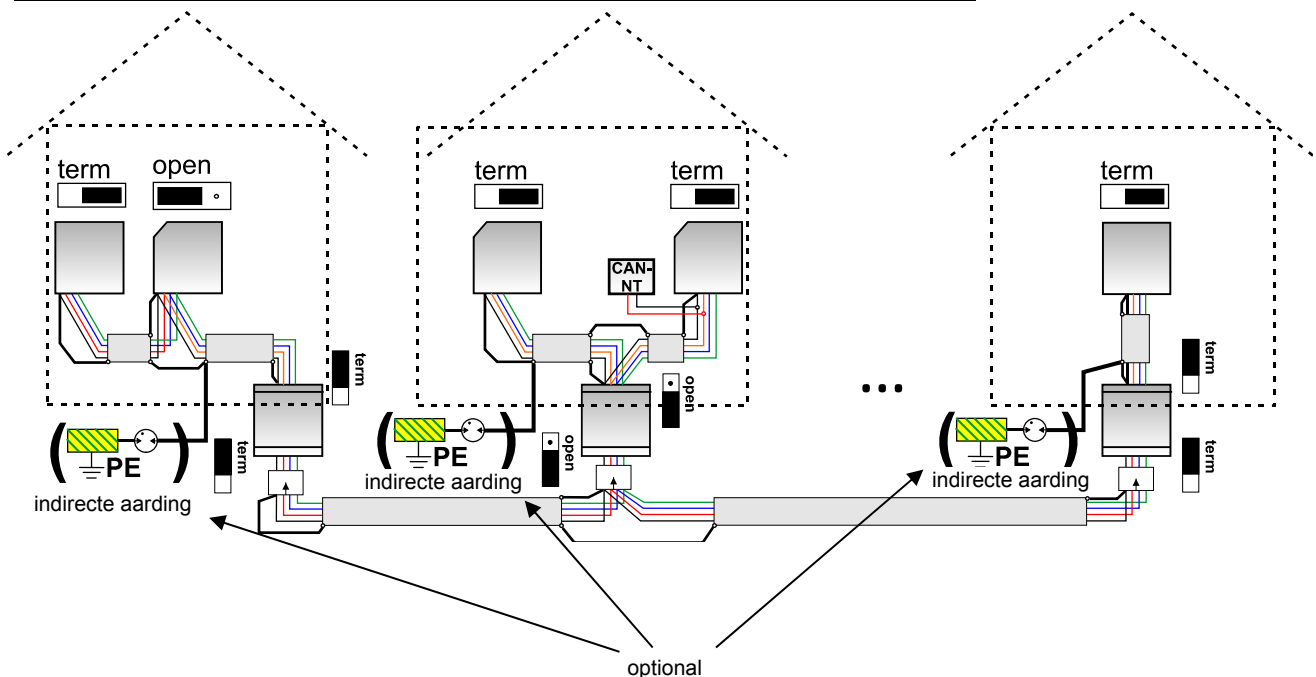 term open
term term
term
CAN-
NT
term
open
term
...
( PE )
indirecte aarding
term
( PE )
indirecte aarding
open
( PE )
indirecte aarding
term
optional